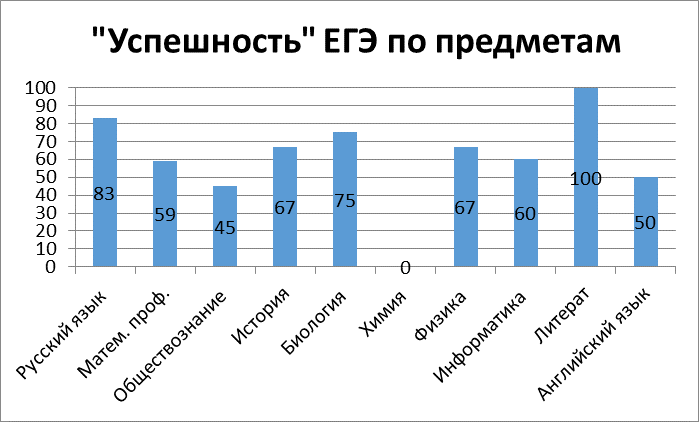 "Успешность" ЕГЭ по предметам
100
90
80
70
60
50
40
30
20
10
0
83
59
45
67
75
0
67
60
100
50
Русский язык
Матем. проф.
Обществознание
История
Биология
Химия
Физика
Информатика
Литерат
Английский язык